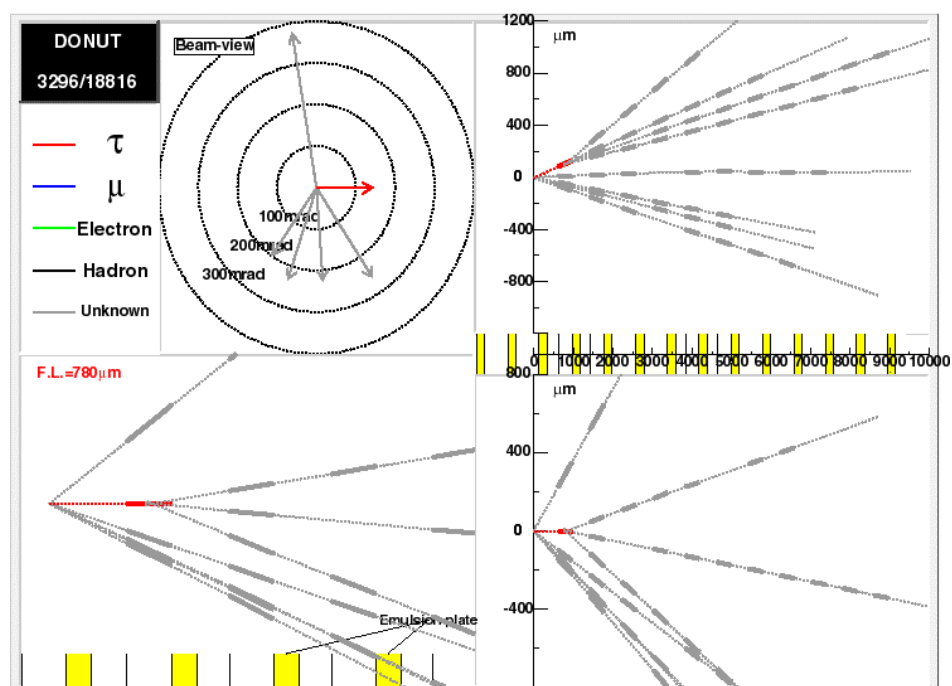 DONUT
3296/18816
τ
μ
Electron
Hadron
Unknown
Beam-view
100mrad
200mrad
300mrad
1200
μm
800
400
0
-400
-800
0 1000 2000 3000 4000 5000 6000 7000 8000 9000 10000
F.L.=780μm
Emulsion plate
800
μm
400
0
-400